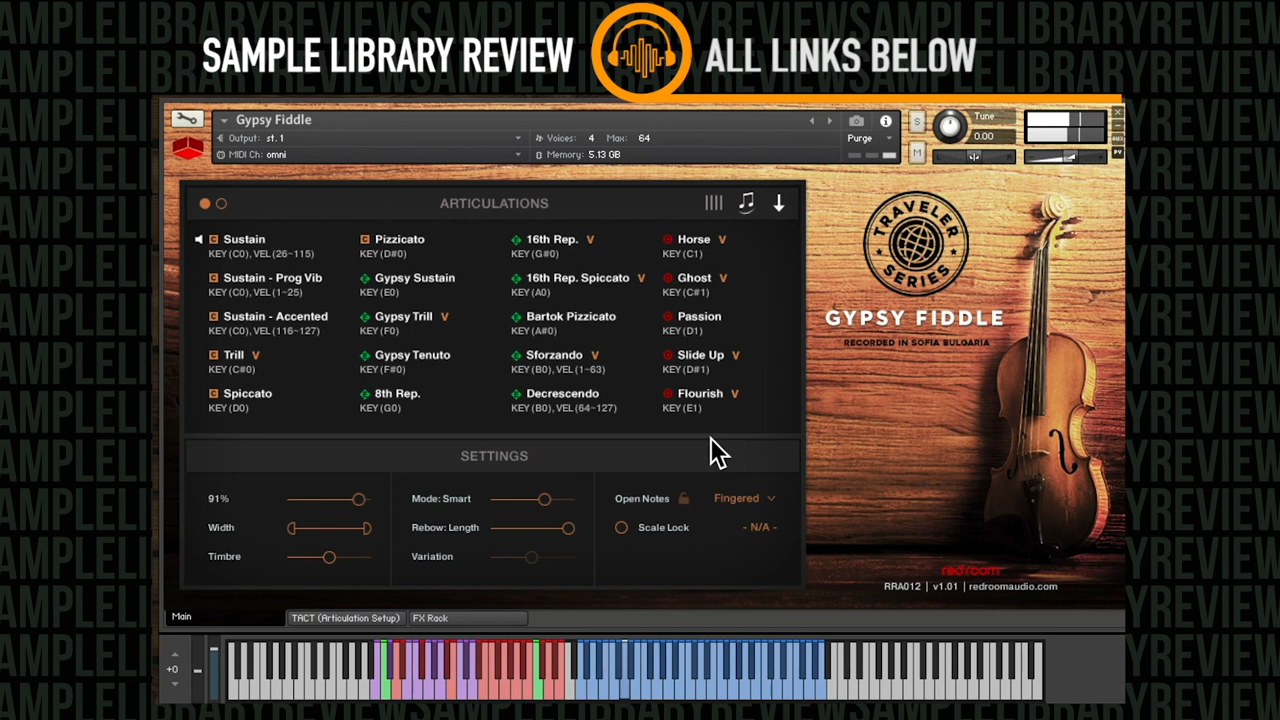 SAMPLE LIBRARY REVIEW
ALL LINKS BELOW
Gypsy Fiddle
Output: st.1
Voices: 4 Max: 64
Purge
MIDI Ch: omni
Memory: 5.13 GB
S
M
Tune
0.00
ARTICULATIONS
C Sustain
KEY (C0), VEL (26~115)
C Sustain - Prog Vib
KEY (C0), VEL (1~25)
C Sustain - Accented
KEY (C0), VEL (116~127)
C Trill V
KEY (C#0)
C Spiccato
KEY (D0)
C Pizzicato
KEY (D#0)
Gypsy Sustain
KEY (E0)
Gypsy Trill V
KEY (F0)
Gypsy Tenuto
KEY (F#0)
8th Rep.
KEY (G0)
16th Rep. V
KEY (G#0)
16th Rep. Spiccato V
KEY (A0)
Bartok Pizzicato
KEY (A#0)
Sforzando V
KEY (B0), VEL (1~63)
Decrescendo
KEY (B0), VEL (64~127)
Horse V
KEY (C1)
Ghost V
KEY (C#1)
Passion
KEY (D1)
Slide Up V
KEY (D#1)
Flourish V
KEY (E1)
SETTINGS
91%
Width
Timbre
Mode: Smart
Rebow: Length
Variation
Open Notes
Fingered
Scale Lock
- N/A -
TRAVELER
SERIES
GYPSY FIDDLE
RECORDED IN SOFIA BULGARIA
red room
RRA012 | v1.01 | redroomaudio.com
Main
TACT (Articulation Setup)
FX Rack
+0